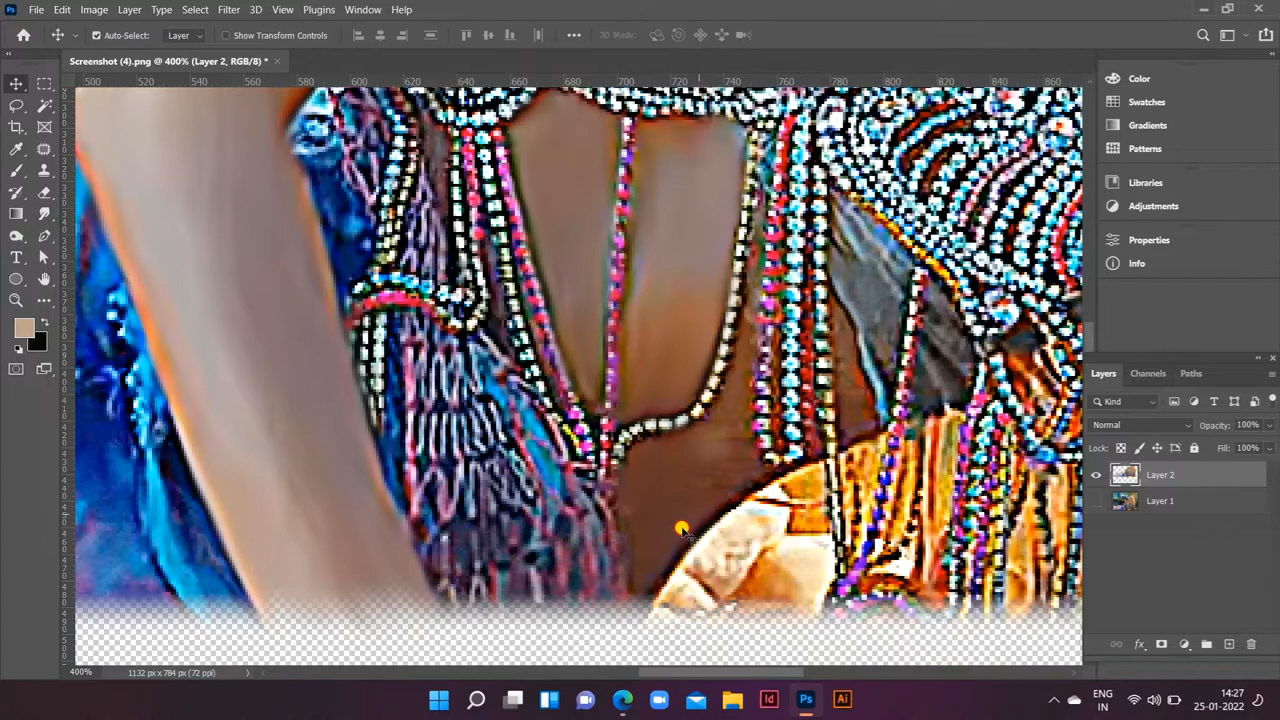 Ps File Edit Image Layer Type Select Filter 3D View Plugins Window Help
Auto-Select: Layer Show Transform Controls 3D Mode:
Screenshot (4).png @ 400% (Layer 2, RGB/8) * ×
500 520 540 560 580 600 620 640 660 680 700 720 740 760 780 800 820 840 860
Color
Swatches
Gradients
Patterns
Libraries
Adjustments
Properties
Info
Layers Channels Paths
Kind
Normal Opacity: 100%
Lock: Fill: 100%
Layer 2
Layer 1
400% 1132 px x 784 px (72 ppi)
Id Ps Ai
ENG
IN
14:27
25-01-2022